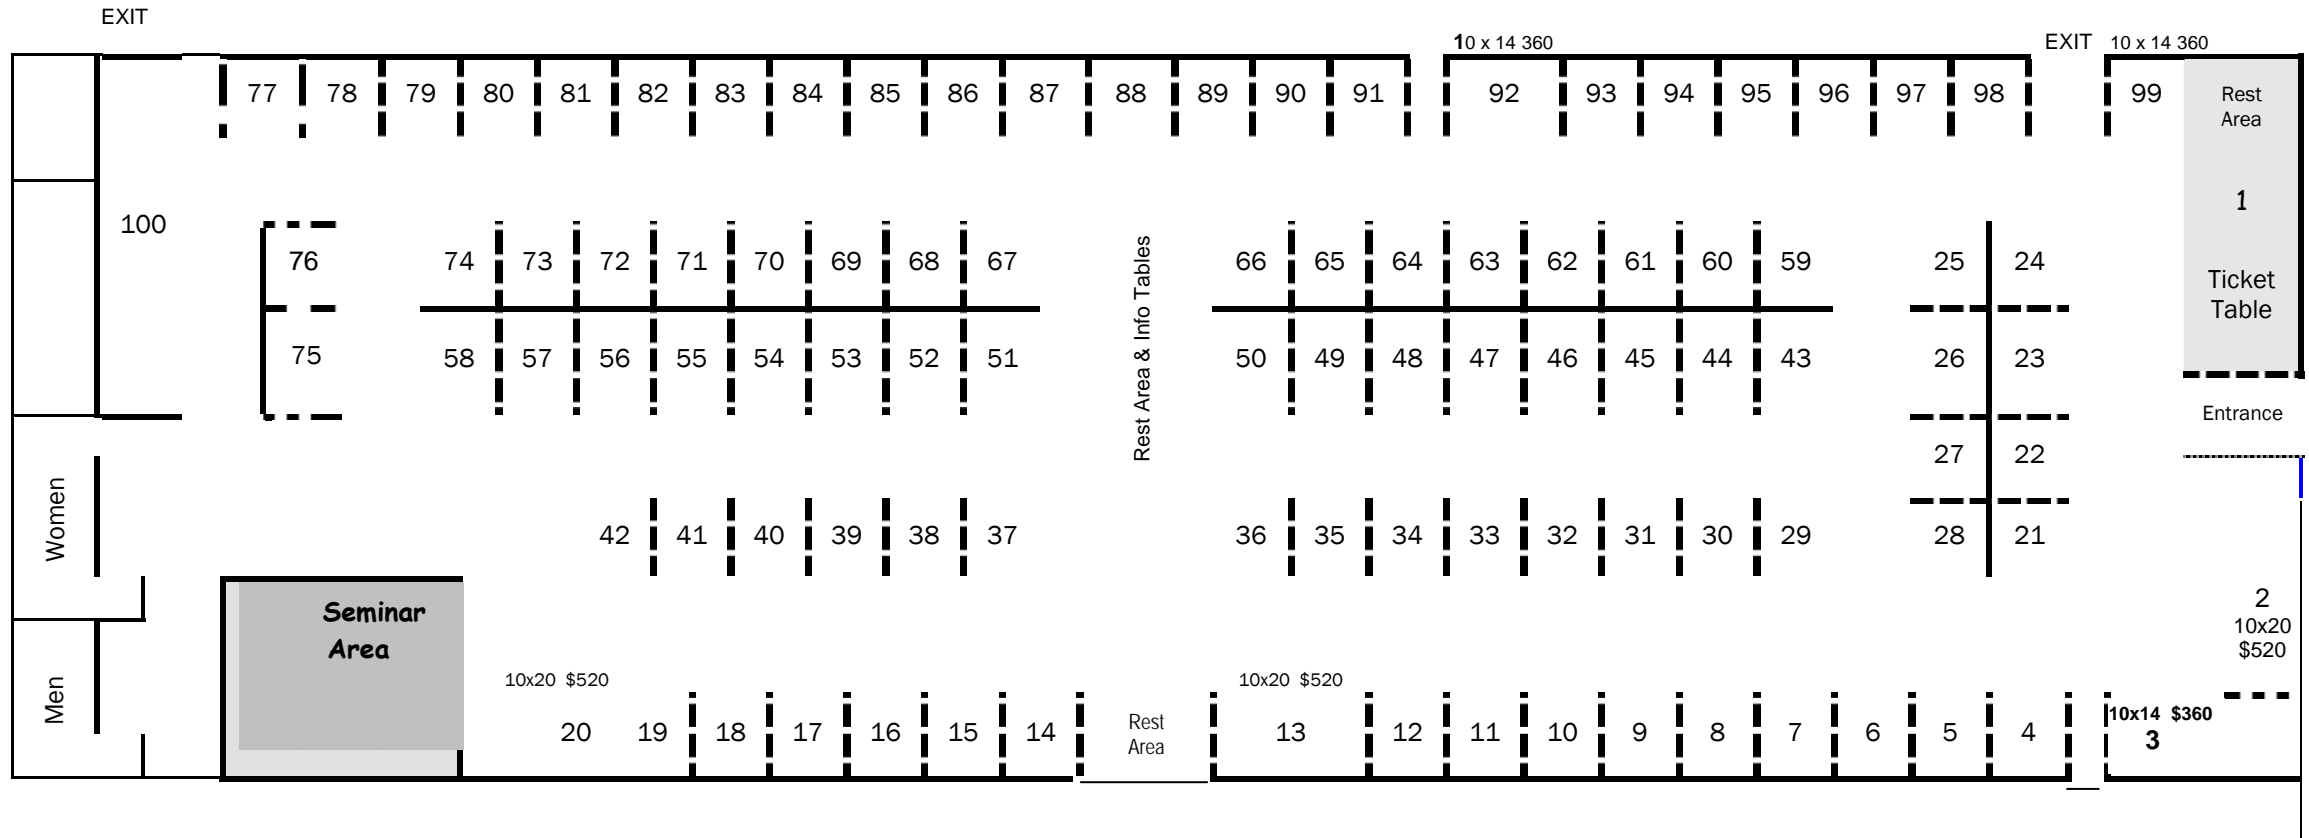 EXIT
10 x 14 360 EXIT 10 x 14 360
77 78 79 80 81 82 83 84 85 86 87 88 89 90 91 92 93 94 95 96 97 98 99 Rest
Area
1
100
76 74 73 72 71 70 69 68 67 66 65 64 63 62 61 60 59 25 24
Ticket
Table
Rest Area & Info Tables
75 58 57 56 55 54 53 52 51 50 49 48 47 46 45 44 43 26 23
Entrance
27 22
Women
42 41 40 39 38 37 36 35 34 33 32 31 30 29 28 21
2
10x20
$520
Seminar
Area
10x20 $520 10x20 $520
Men
10x14 $360
20 19 18 17 16 15 14 Rest
Area
13 12 11 10 9 8 7 6 5 4 3